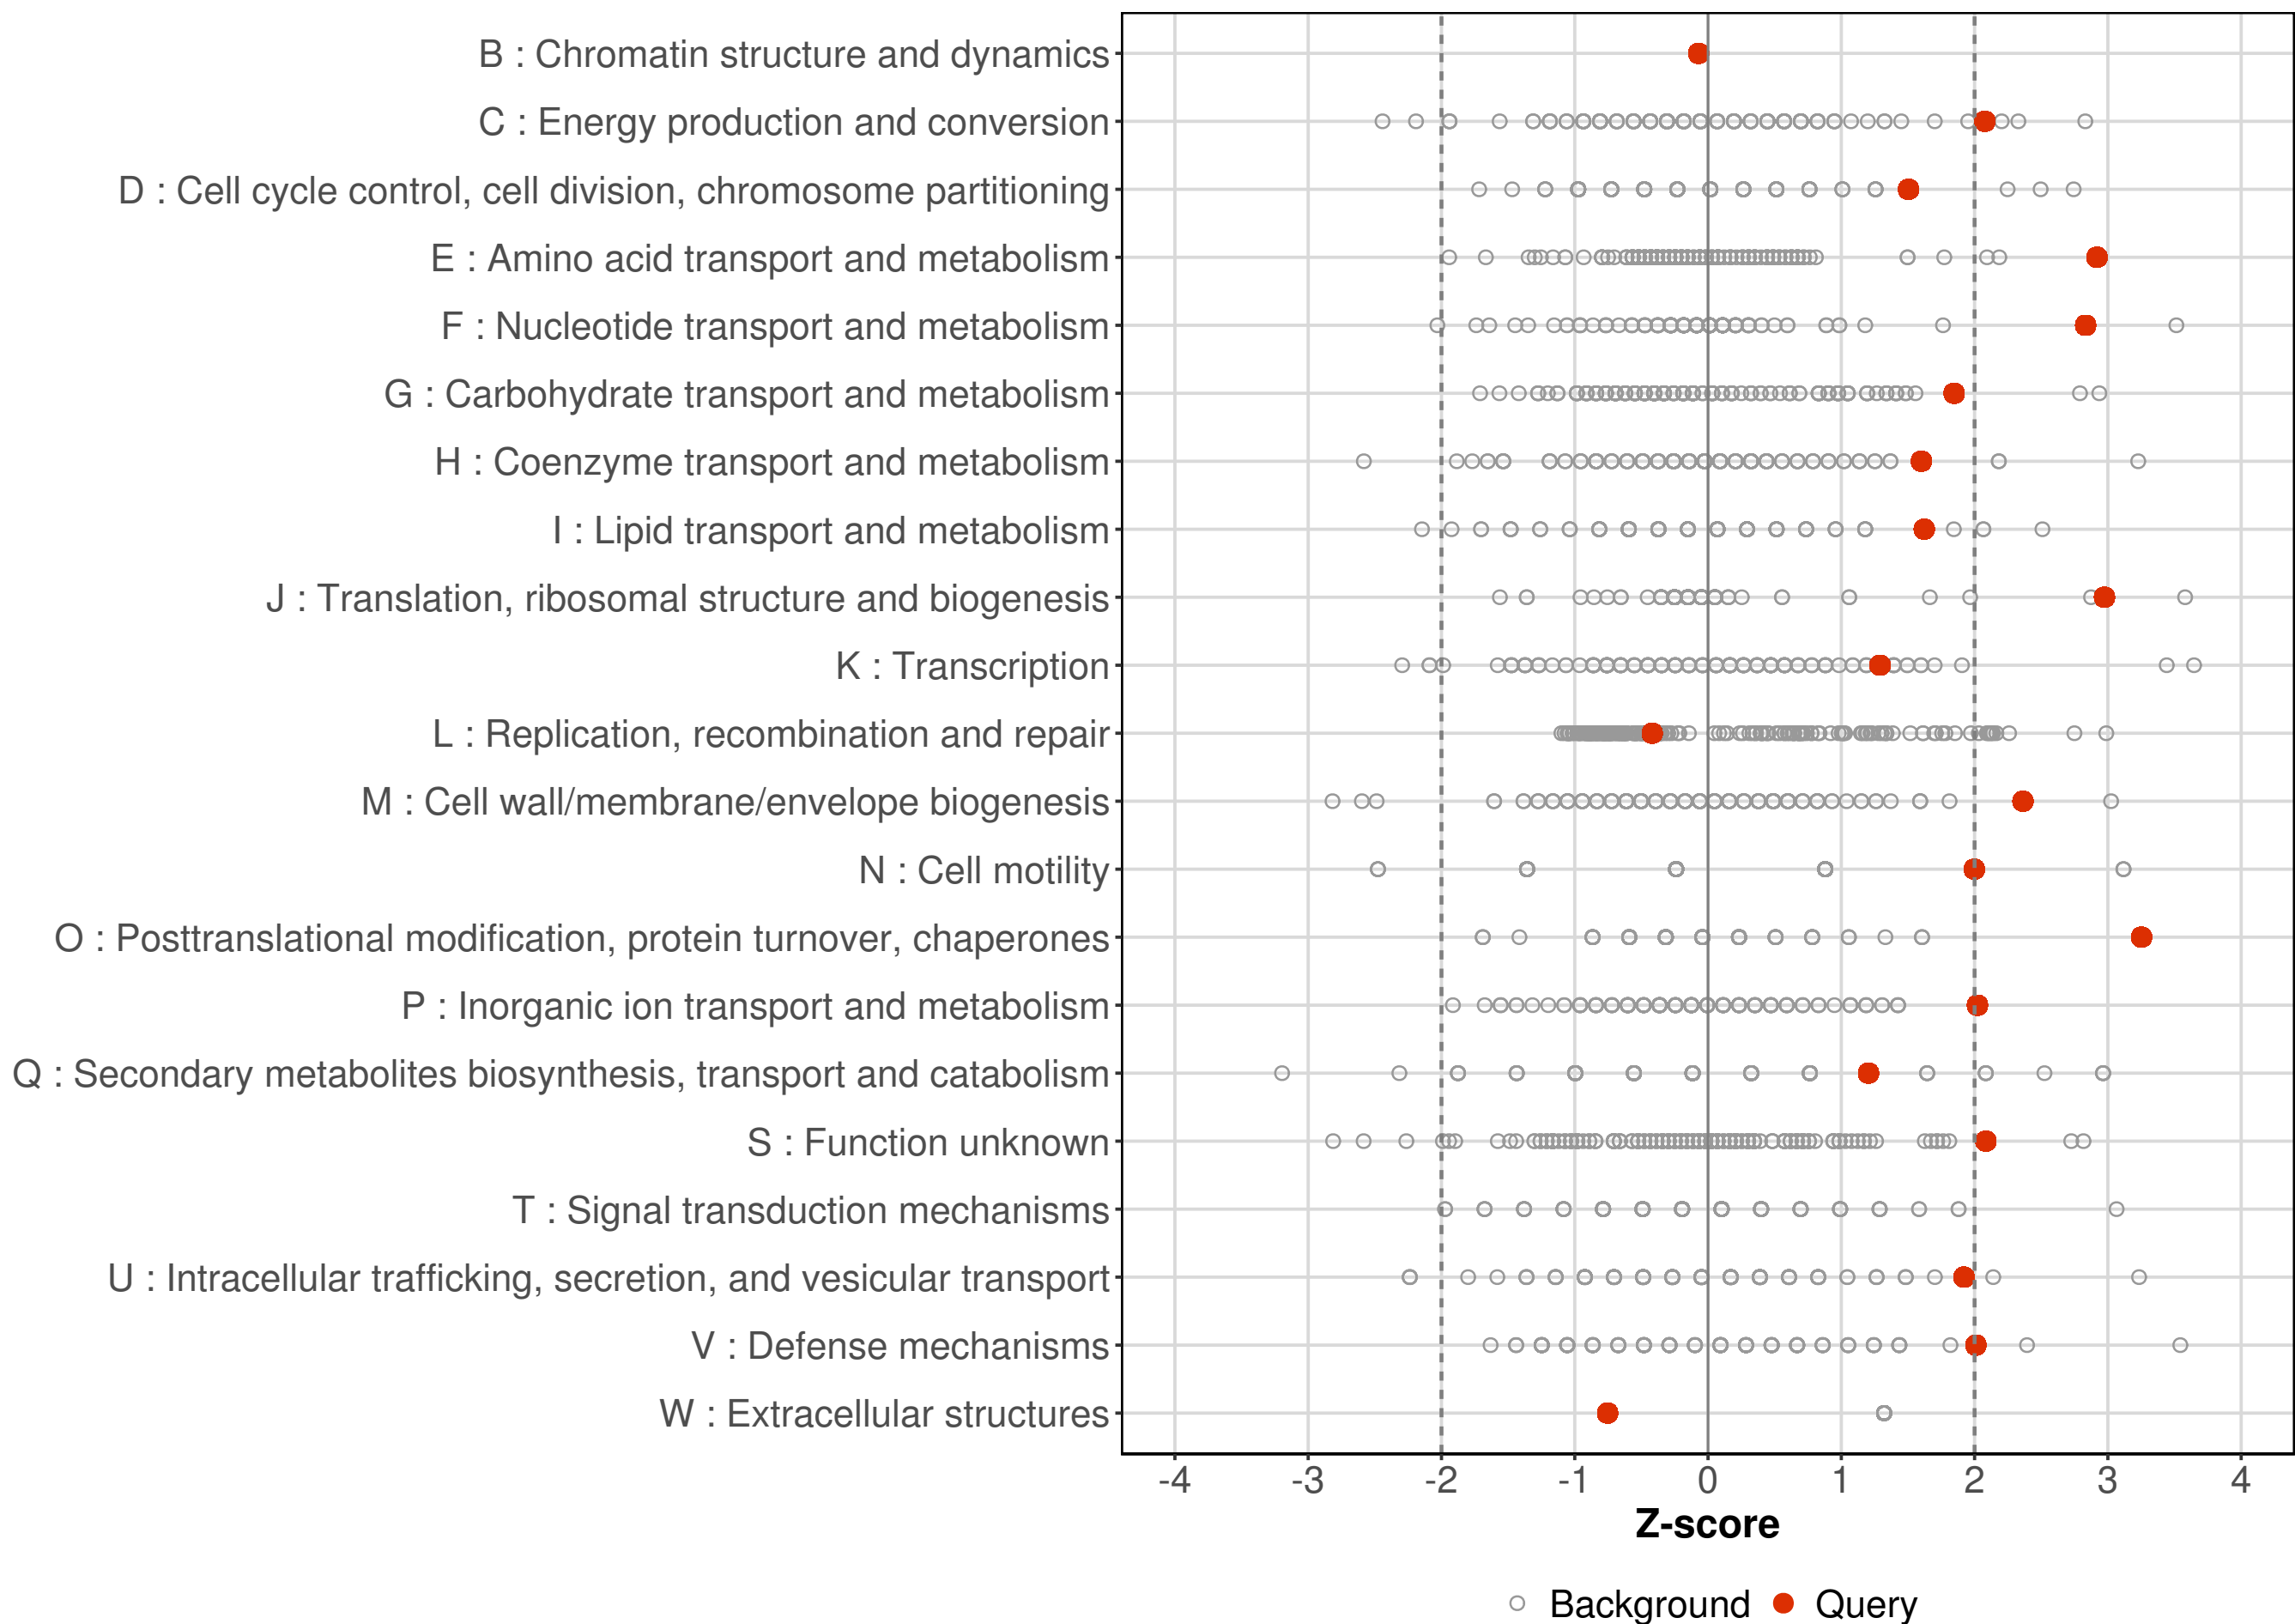 B : Chromatin structure and dynamics
C : Energy production and conversion
D : Cell cycle control, cell division, chromosome partitioning
E : Amino acid transport and metabolism
F : Nucleotide transport and metabolism
G : Carbohydrate transport and metabolism
H : Coenzyme transport and metabolism
I : Lipid transport and metabolism
J : Translation, ribosomal structure and biogenesis
K : Transcription
L : Replication, recombination and repair
M : Cell wall/membrane/envelope biogenesis
N : Cell motility
O : Posttranslational modification, protein turnover, chaperones
P : Inorganic ion transport and metabolism
Q : Secondary metabolites biosynthesis, transport and catabolism
S : Function unknown
T : Signal transduction mechanisms
U : Intracellular trafficking, secretion, and vesicular transport
V : Defense mechanisms
W : Extracellular structures
-4 -3 -2 -1 0 1 2 3 4
Z-score
Background Query